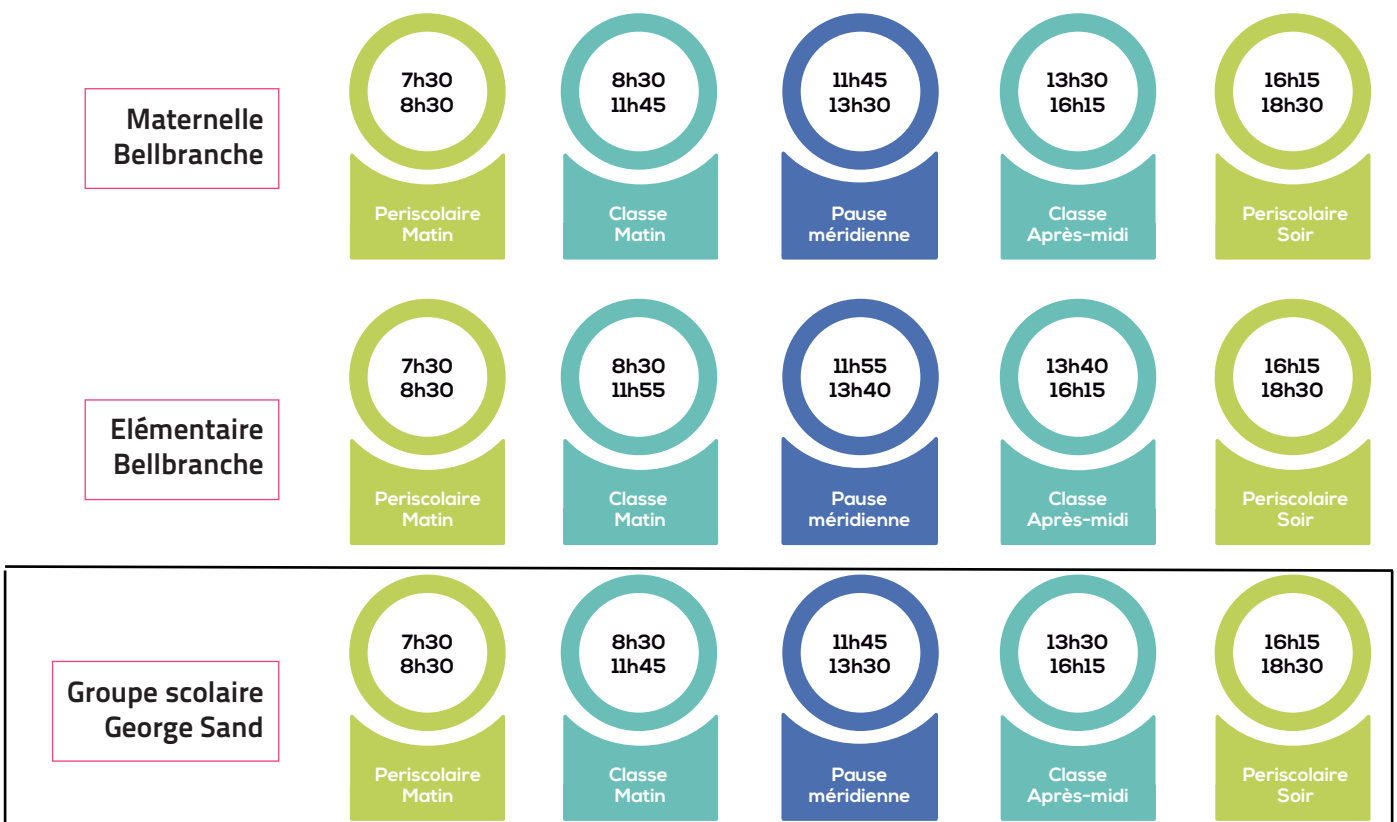 Maternelle
Bellbranche
7h30
8h30
Periscolaire
Matin
8h30
11h45
Classe
Matin
11h45
13h30
Pause
méridienne
13h30
16h15
Classe
Après-midi
16h15
18h30
Periscolaire
Soir
Elémentaire
Bellbranche
7h30
8h30
Periscolaire
Matin
8h30
11h55
Classe
Matin
11h55
13h40
Pause
méridienne
13h40
16h15
Classe
Après-midi
16h15
18h30
Periscolaire
Soir
Groupe scolaire
George Sand
7h30
8h30
Periscolaire
Matin
8h30
11h45
Classe
Matin
11h45
13h30
Pause
méridienne
13h30
16h15
Classe
Après-midi
16h15
18h30
Periscolaire
Soir